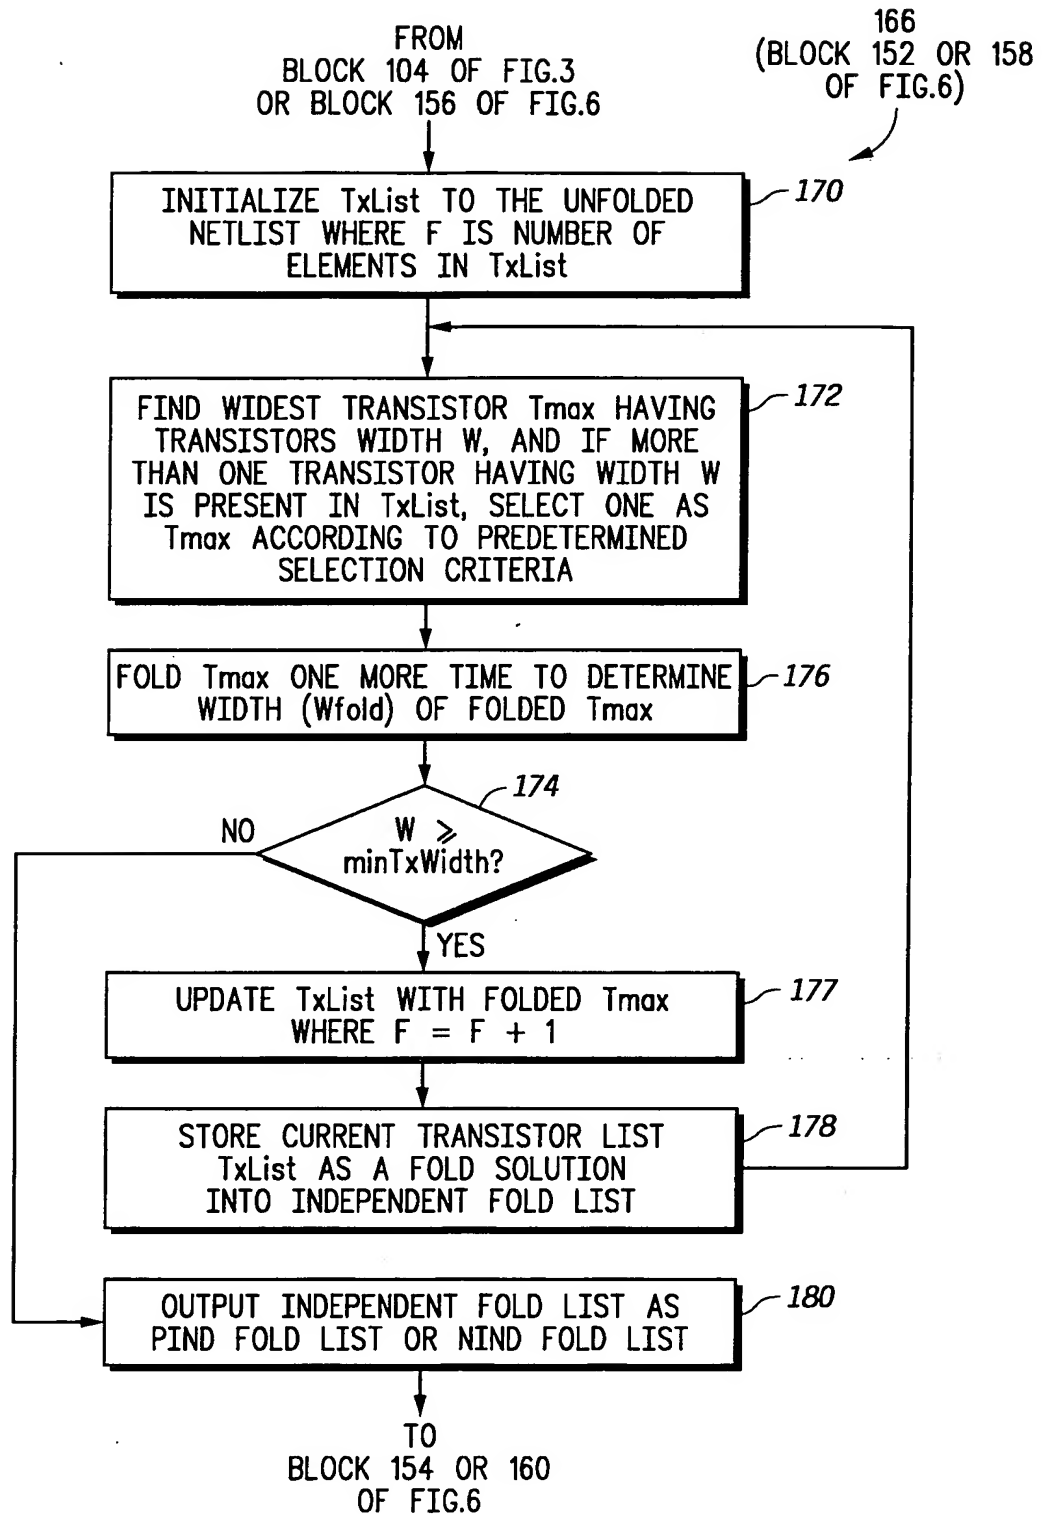 FROM
BLOCK 104 OF FIG.3
OR BLOCK 156 OF FIG.6
166
(BLOCK 152 OR 158
OF FIG.6)
INITIALIZE TxList TO THE UNFOLDED
NETLIST WHERE F IS NUMBER OF
ELEMENTS IN TxList
170
FIND WIDEST TRANSISTOR Tmax HAVING
TRANSISTORS WIDTH W, AND IF MORE
THAN ONE TRANSISTOR HAVING WIDTH W
IS PRESENT IN TxList, SELECT ONE AS
Tmax ACCORDING TO PREDETERMINED
SELECTION CRITERIA
172
FOLD Tmax ONE MORE TIME TO DETERMINE
WIDTH (Wfold) OF FOLDED Tmax
176
174
W ⩾
minTxWidth?
NO
YES
UPDATE TxList WITH FOLDED Tmax
WHERE F = F + 1
177
STORE CURRENT TRANSISTOR LIST
TxList AS A FOLD SOLUTION
INTO INDEPENDENT FOLD LIST
178
OUTPUT INDEPENDENT FOLD LIST AS
PIND FOLD LIST OR NIND FOLD LIST
180
TO
BLOCK 154 OR 160
OF FIG.6